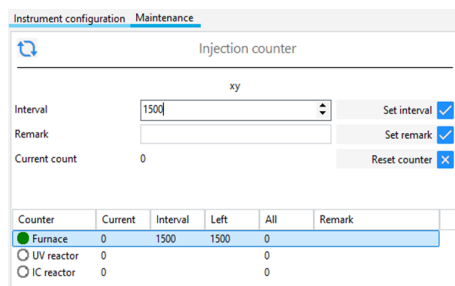 Instrument configuration Maintenance
Injection counter
xy
Interval 1500 Set interval
Remark Set remark
Current count 0 Reset counter
Counter Current Interval Left All Remark
Furnace 0 1500 1500 0
UV reactor 0 0
IC reactor 0 0